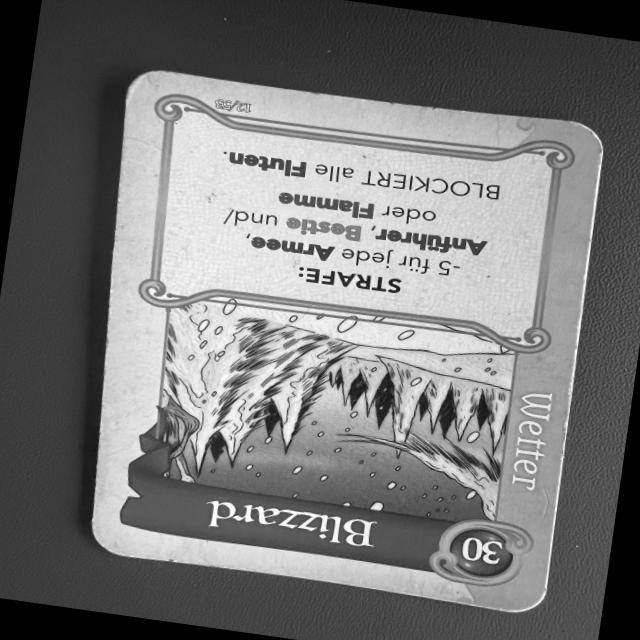 30
Blizzard
Wetter
STRAFE:
-5 für jede Armee,
Anführer, Bestie und/
oder Flamme
BLOCKIERT alle Fluten.
12/53